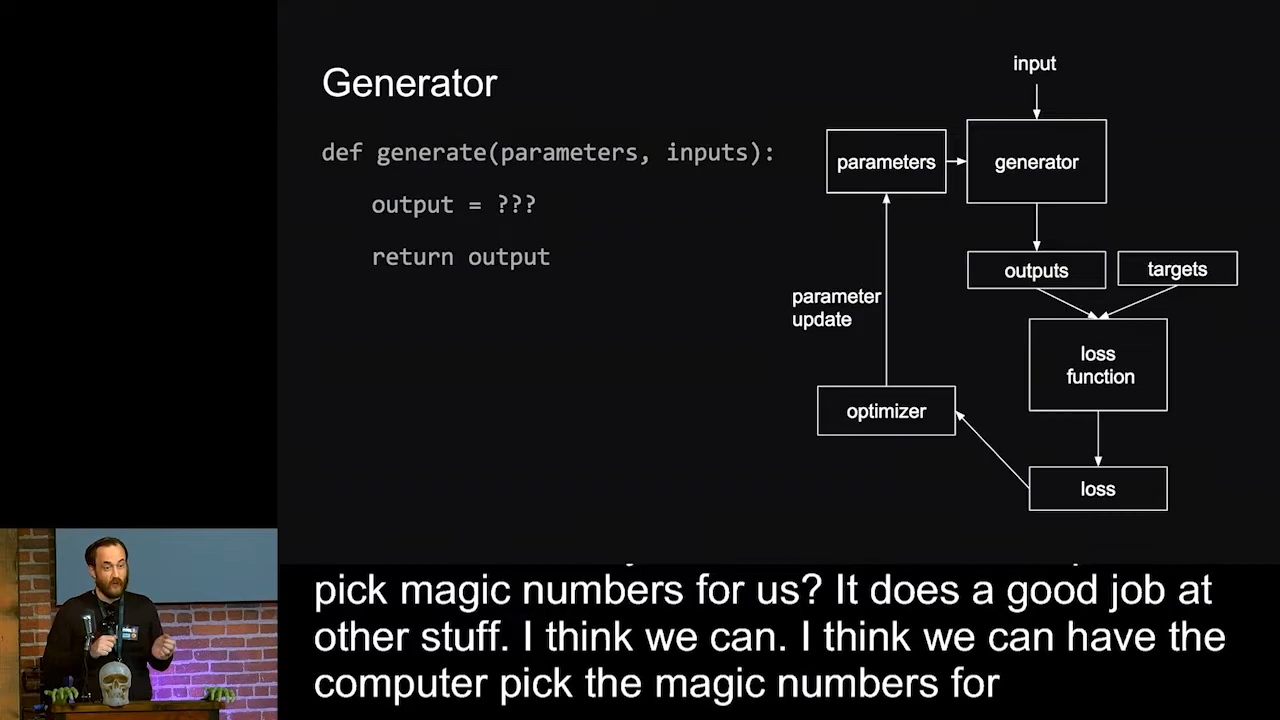 Generator
def generate(parameters, inputs):
output = ???
return output
input
parameters
generator
outputs
targets
parameter
update
loss
function
optimizer
loss
pick magic numbers for us? It does a good job at
other stuff. I think we can. I think we can have the
computer pick the magic numbers for